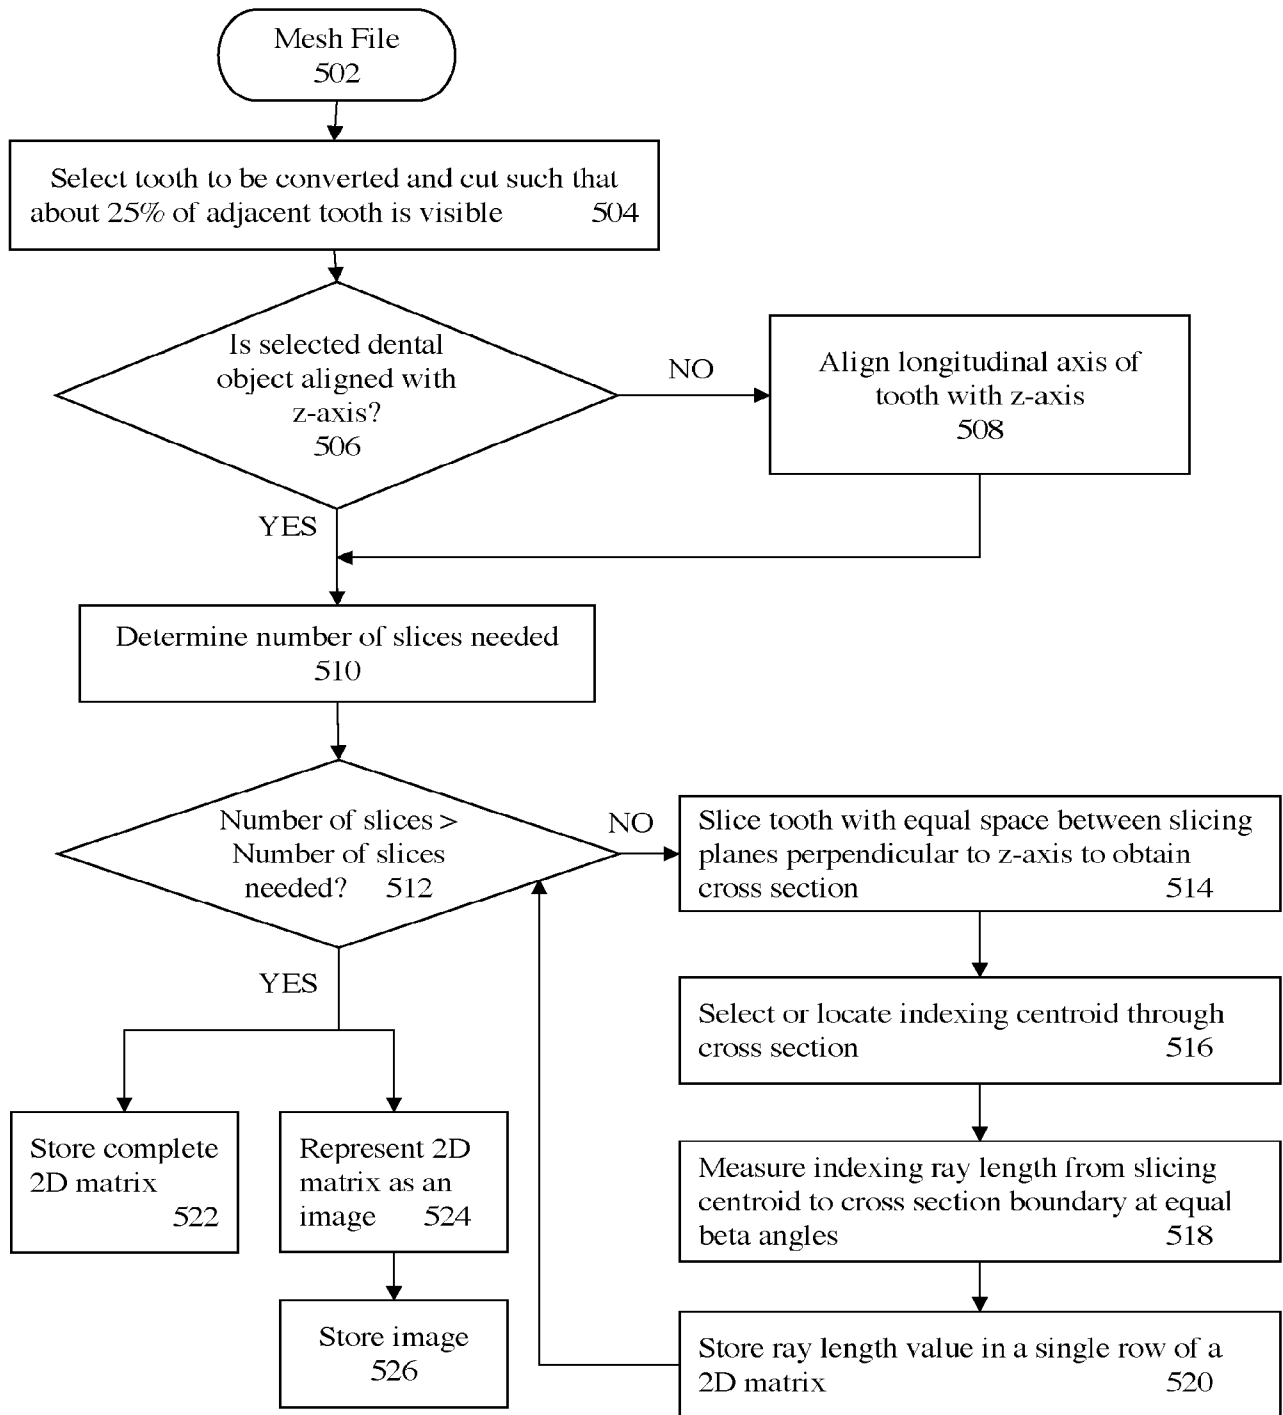 Mesh File
502
Select tooth to be converted and cut such that
about 25% of adjacent tooth is visible 504
Is selected dental
object aligned with
z-axis?
506
NO
Align longitudinal axis of
tooth with z-axis
508
YES
Determine number of slices needed
510
Number of slices >
Number of slices
needed? 512
NO
Slice tooth with equal space between slicing
planes perpendicular to z-axis to obtain
cross section 514
YES
Select or locate indexing centroid through
cross section 516
Measure indexing ray length from slicing
centroid to cross section boundary at equal
beta angles 518
Store ray length value in a single row of a
2D matrix 520
Store complete
2D matrix
522
Represent 2D
matrix as an
image 524
Store image
526